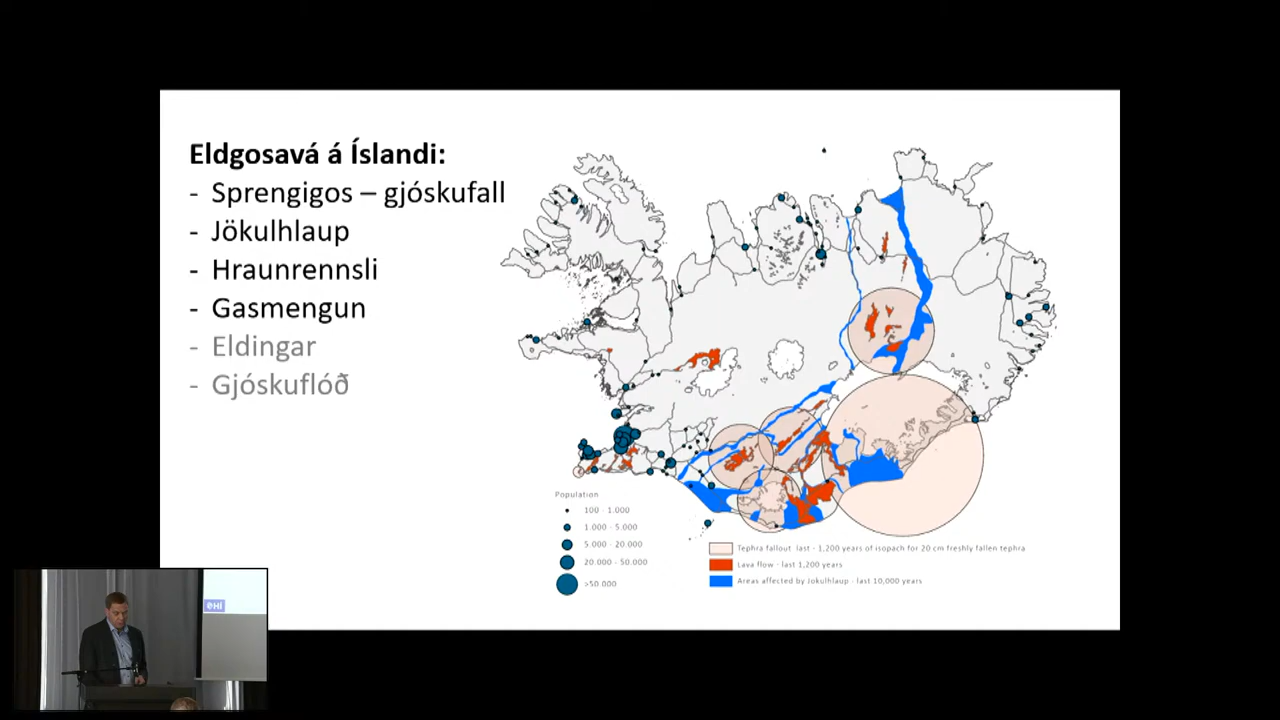 Eldgosavá á Íslandi:
- Sprengigos – gjóskufall
- Jökulhlaup
- Hraunrennsli
- Gasmengun
- Eldingar
- Gjóskuflóð
Population
100 - 1.000
1.000 - 5.000
5.000 - 20.000
20.000 - 50.000
>50.000
Tephra fallout last - 1,200 years of isopach for 20 cm freshly fallen tephra
Lava flow - last 1,200 years
Areas affected by Jokulhlaup - last 10,000 years